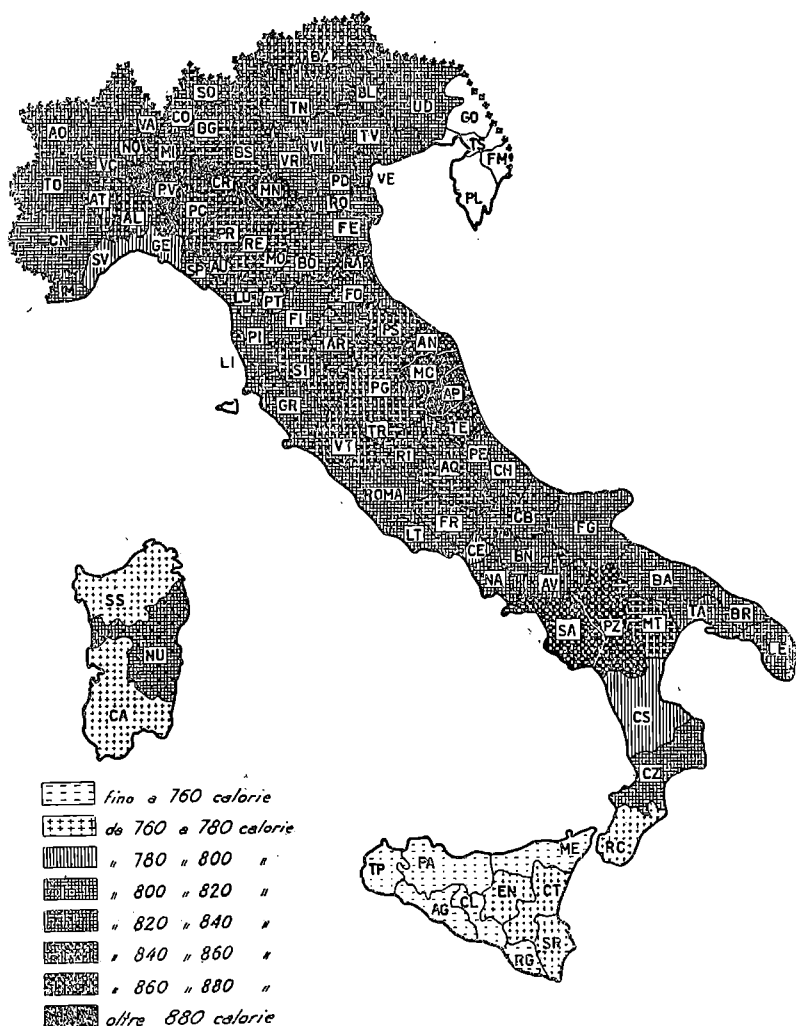 BZ
SO
BL
TN
UD
CO
GO
VA
BG
AO
TV
NO
VI
TS
MI
BS
VR
FM
VC
TO
PD
VE
CR
PV
MN
PL
AT
RO
PC
AL
FE
PR
CN
RE
GE
SV
MO
BO
RA
SP
IM
LU
PT
FO
FI
PS
PI
AR
AN
LI
SI
MC
PG
AP
GR
TR
TE
VT
RI
PE
AQ
CH
ROMA
CB
FR
FG
LT
CE
BN
NA
AV
BA
SS
TA
BR
SA
PZ
MT
LE
NU
CA
CS
CZ
RC
ME
TP
PA
EN
CT
CL
AG
SR
RG
fino a 760 calorie
da 760 a 780 calorie
" 780 " 800 "
" 800 " 820 "
" 820 " 840 "
" 840 " 860 "
" 860 " 880 "
oltre 880 calorie